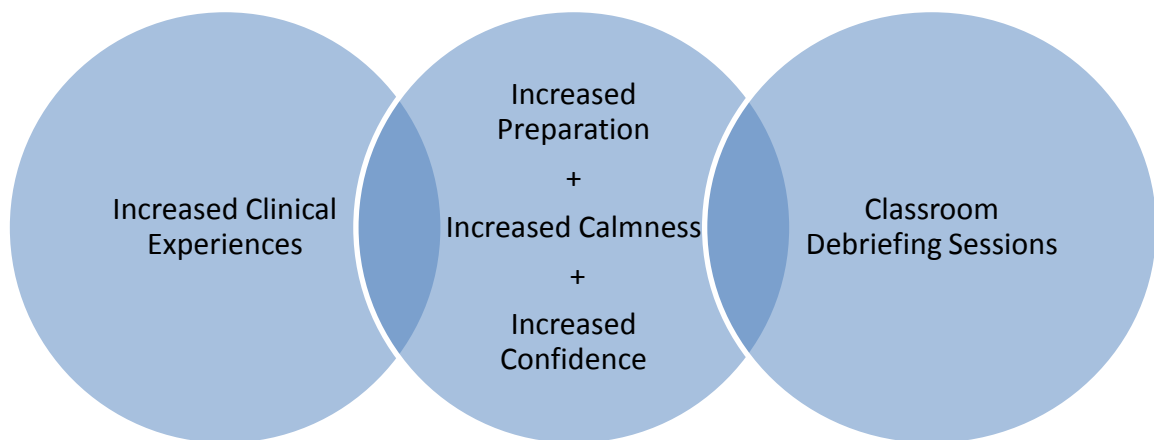 Increased Clinical
Experiences
Increased
Preparation
+
Increased Calmness
+
Increased
Confidence
Classroom
Debriefing Sessions